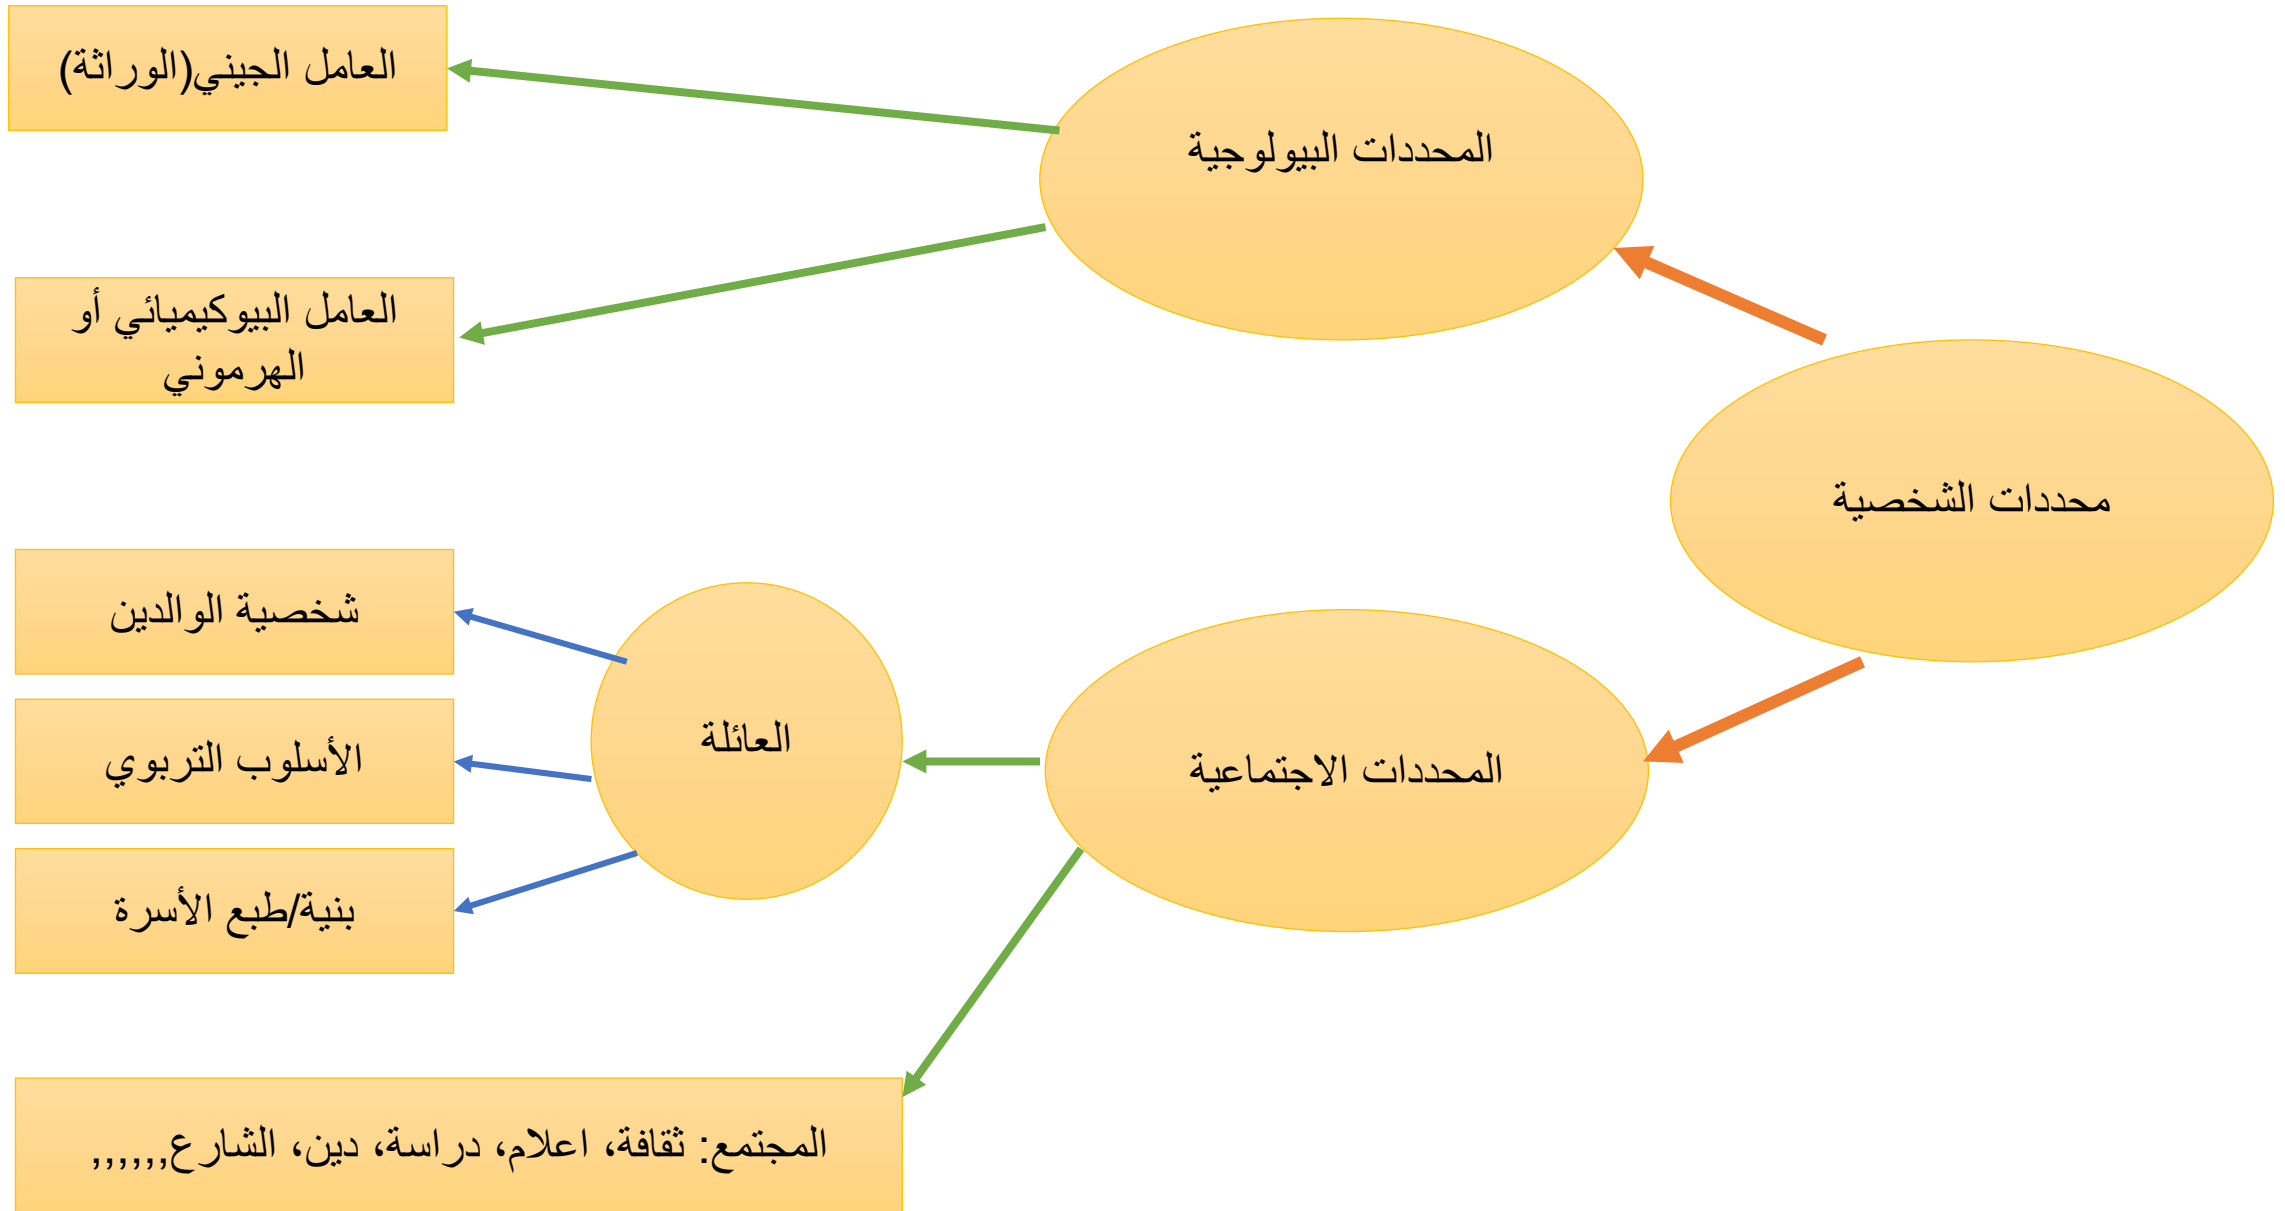 محددات الشخصية
المحددات البيولوجية
العامل الجيني(الوراثة)
العامل البيوكيميائي أو
الهرموني
المحددات الاجتماعية
العائلة
شخصية الوالدين
الأسلوب التربوي
بنية/طبع الأسرة
المجتمع: ثقافة، اعلام، دراسة، دين، الشارع,,,,,,